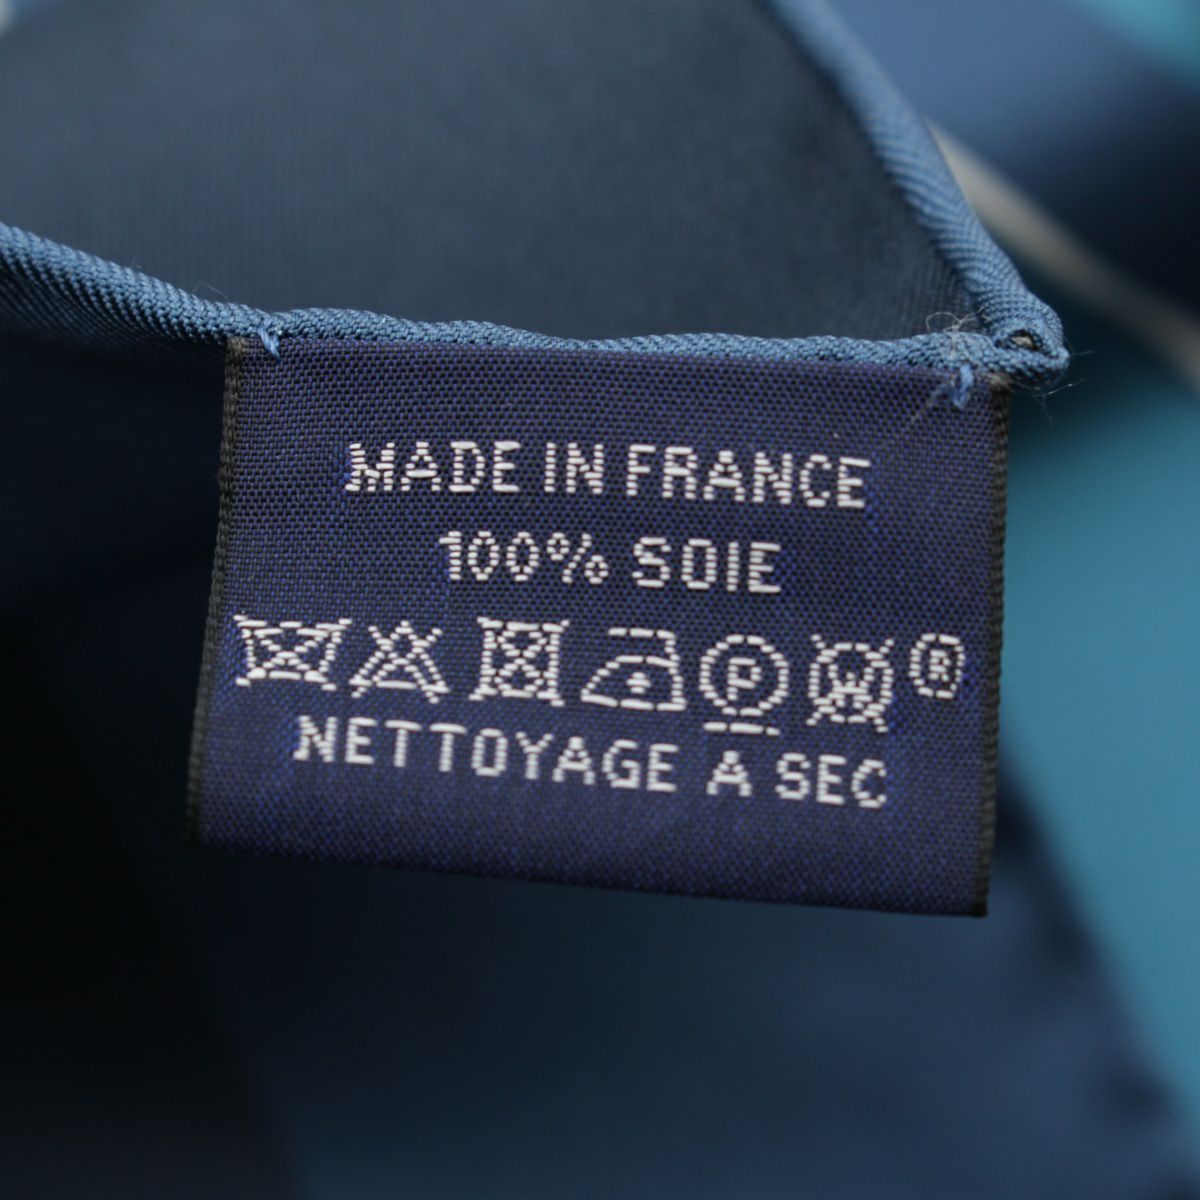 MADE IN FRANCE
100% SOIE
P W ®
NETTOYAGE A SEC